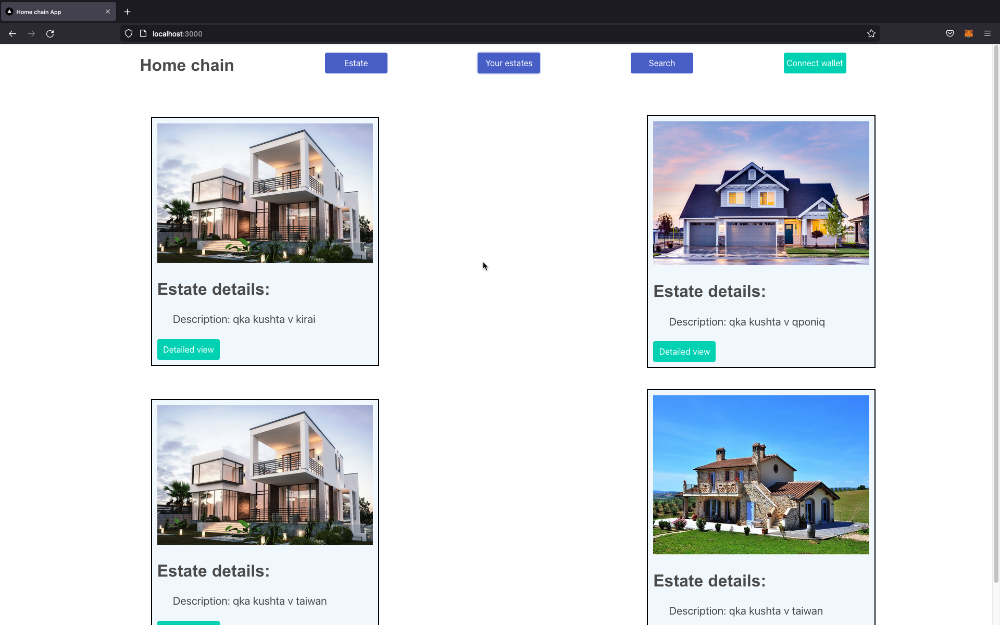 Home chain App
localhost:3000
Home chain
Estate
Your estates
Search
Connect wallet
Estate details:
Description: qka kushta v kirai
Detailed view
Estate details:
Description: qka kushta v qponiq
Detailed view
Estate details:
Description: qka kushta v taiwan
Estate details:
Description: qka kushta v taiwan